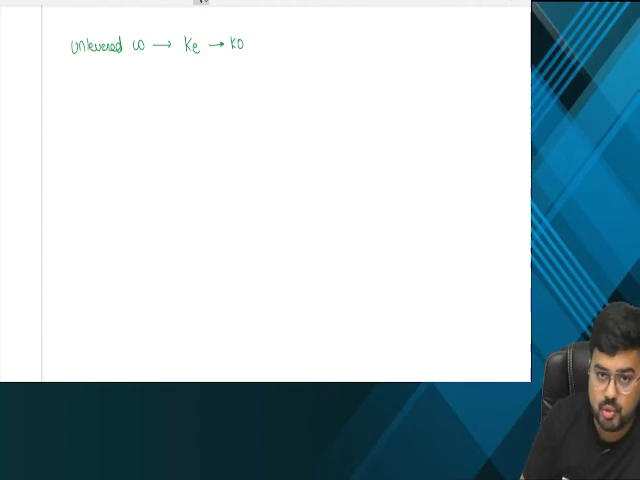 unlevered co → Ke → Ko